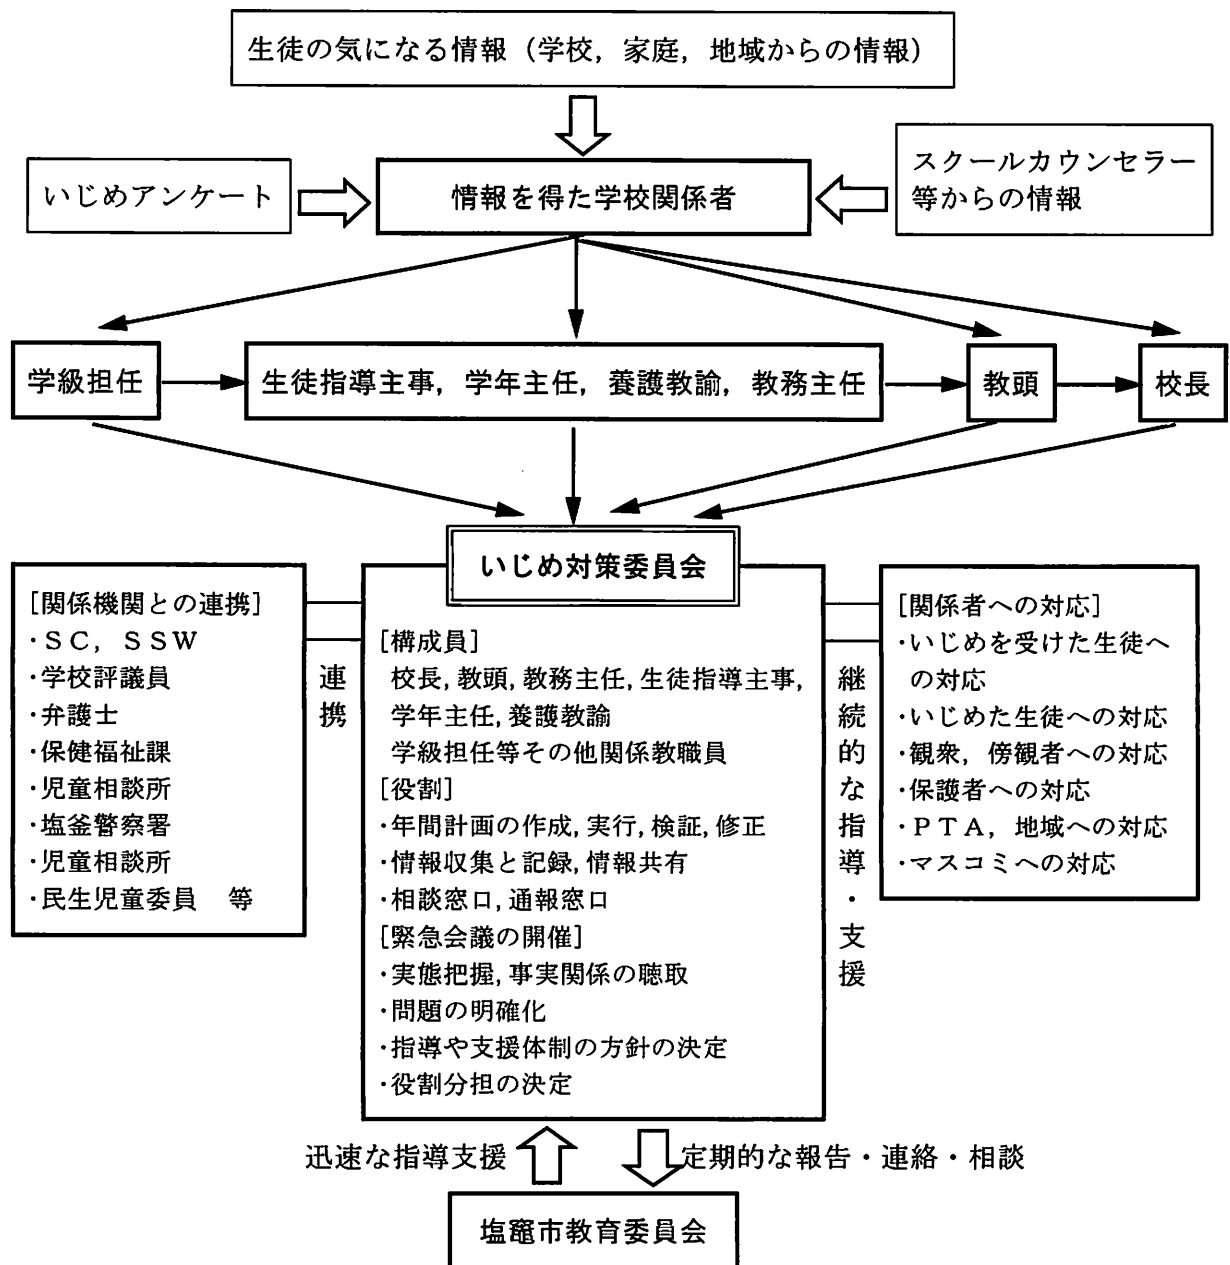 生徒の気になる情報（学校，家庭，地域からの情報）
いじめアンケート
情報を得た学校関係者
スクールカウンセラー
等からの情報
学級担任
生徒指導主事，学年主任，養護教諭，教務主任
教頭
校長
いじめ対策委員会
［関係機関との連携］
・ＳＣ，ＳＳＷ
・学校評議員
・弁護士
・保健福祉課
・児童相談所
・塩釜警察署
・児童相談所
・民生児童委員　等
連携
［構成員］
校長，教頭，教務主任，生徒指導主事，
学年主任，養護教諭
学級担任等その他関係教職員
［役割］
・年間計画の作成，実行，検証，修正
・情報収集と記録，情報共有
・相談窓口，通報窓口
［緊急会議の開催］
・実態把握，事実関係の聴取
・問題の明確化
・指導や支援体制の方針の決定
・役割分担の決定
継続的な指導・支援
［関係者への対応］
・いじめを受けた生徒へ
の対応
・いじめた生徒への対応
・観衆，傍観者への対応
・保護者への対応
・ＰＴＡ，地域への対応
・マスコミへの対応
迅速な指導支援
定期的な報告・連絡・相談
塩竈市教育委員会